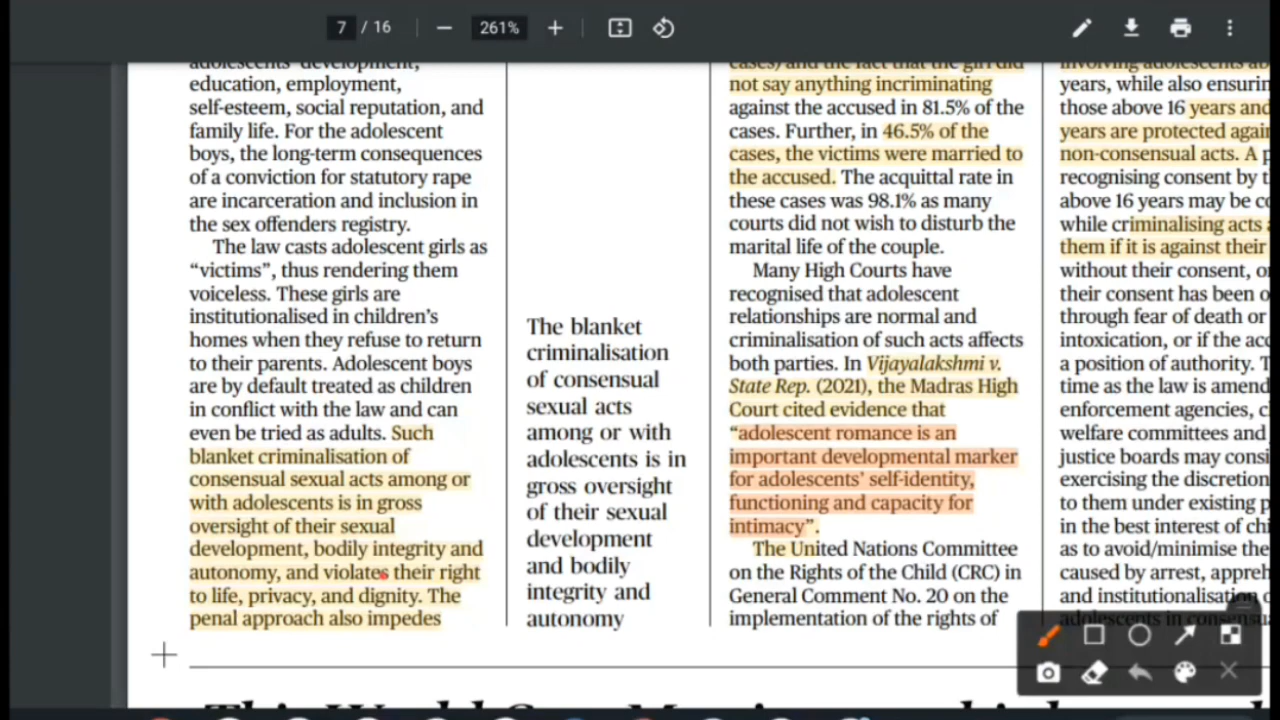 7 / 16
261%
adolescents' development,
education, employment,
self-esteem, social reputation, and
family life. For the adolescent
boys, the long-term consequences
of a conviction for statutory rape
are incarceration and inclusion in
the sex offenders registry.
The law casts adolescent girls as
“victims”, thus rendering them
voiceless. These girls are
institutionalised in children’s
homes when they refuse to return
to their parents. Adolescent boys
are by default treated as children
in conflict with the law and can
even be tried as adults. Such
blanket criminalisation of
consensual sexual acts among or
with adolescents is in gross
oversight of their sexual
development, bodily integrity and
autonomy, and violates their right
to life, privacy, and dignity. The
penal approach also impedes
The blanket
criminalisation
of consensual
sexual acts
among or with
adolescents is in
gross oversight
of their sexual
development
and bodily
integrity and
autonomy
cases) and the fact that the girl did
not say anything incriminating
against the accused in 81.5% of the
cases. Further, in 46.5% of the
cases, the victims were married to
the accused. The acquittal rate in
these cases was 98.1% as many
courts did not wish to disturb the
marital life of the couple.
Many High Courts have
recognised that adolescent
relationships are normal and
criminalisation of such acts affects
both parties. In Vijayalakshmi v.
State Rep. (2021), the Madras High
Court cited evidence that
“adolescent romance is an
important developmental marker
for adolescents’ self-identity,
functioning and capacity for
intimacy”.
The United Nations Committee
on the Rights of the Child (CRC) in
General Comment No. 20 on the
implementation of the rights of
involving adolescents
years, while also
those above 16 years and
years are protected
non-consensual acts. A
recognising consent by
above 16 years may be
while criminalising acts
them if it is against their
without their consent,
their consent has been
through fear of death or
intoxication, or if the
a position of authority.
time as the law is
enforcement agencies,
welfare committees and
justice boards may
exercising the discretion
to them under existing
in the best interest of
as to avoid/minimise the
caused by arrest,
and institutionalisation
adolescents in